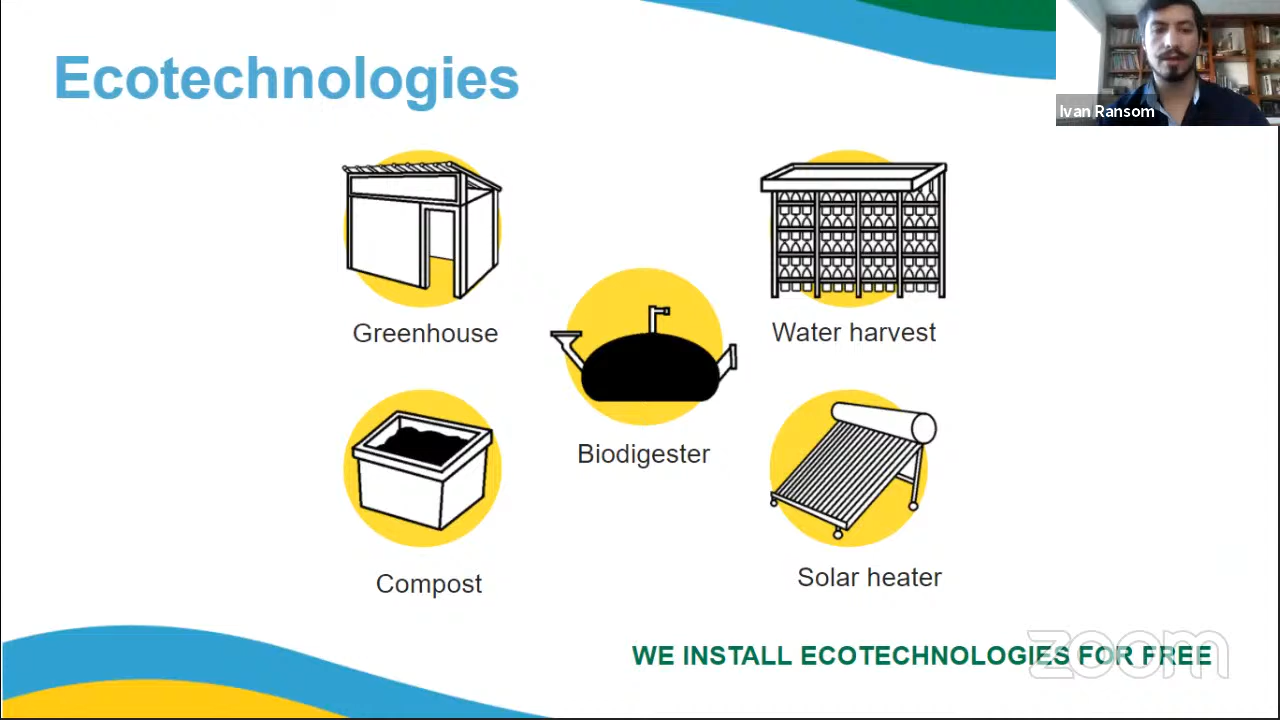 Ecotechnologies
Ivan Ransom
Greenhouse
Water harvest
Biodigester
Compost
Solar heater
WE INSTALL ECOTECHNOLOGIES FOR FREE
zoom